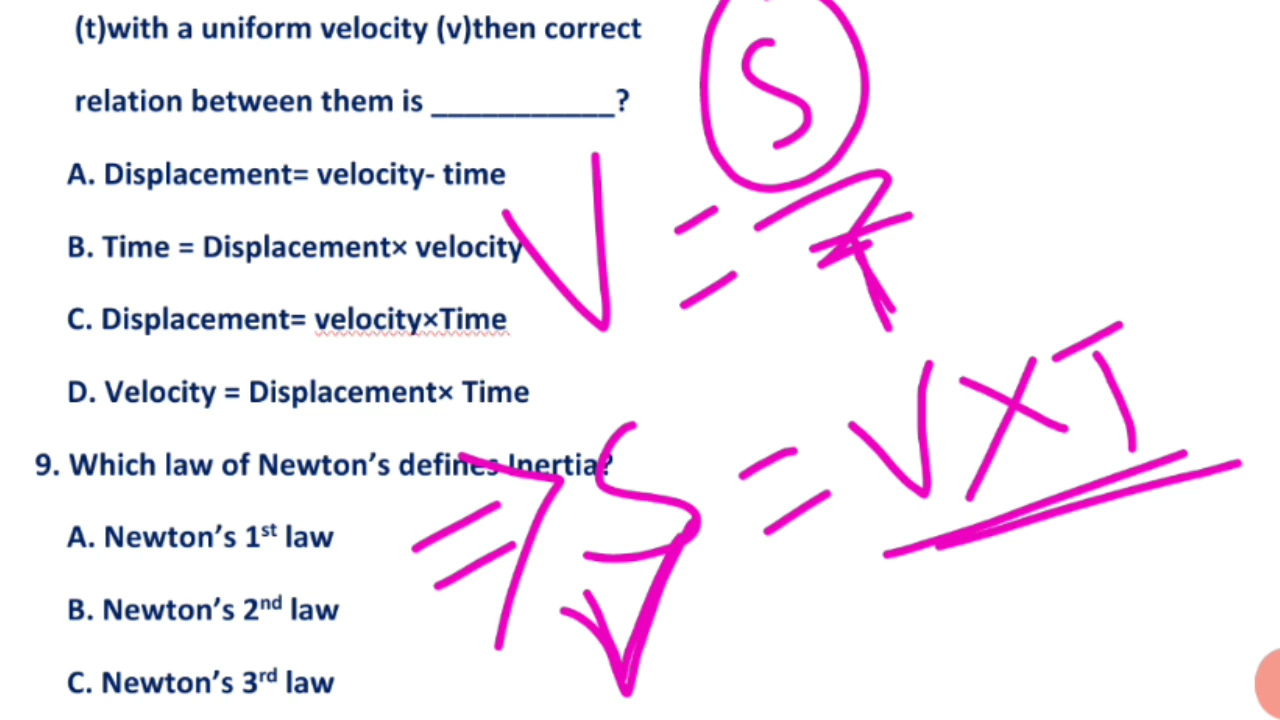 (t)with a uniform velocity (v)then correct
relation between them is ____________?
A. Displacement= velocity- time
B. Time = Displacement× velocity
C. Displacement= velocity×Time
D. Velocity = Displacement× Time
9. Which law of Newton's defines Inertia?
A. Newton's 1st law
B. Newton's 2nd law
C. Newton's 3rd law
V = S/t
=> S = V×T
V